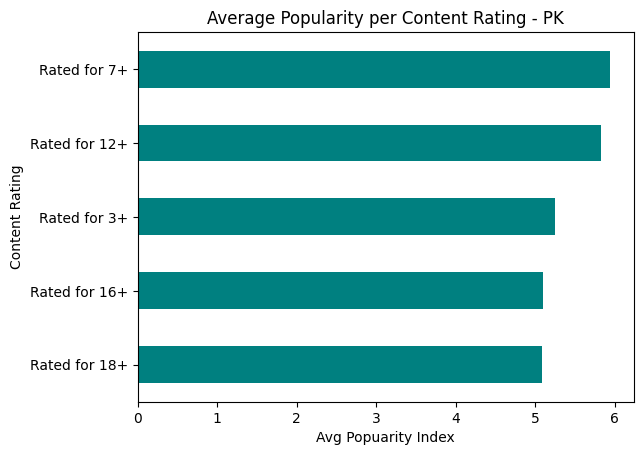 Average Popularity per Content Rating - PK
Rated for 7+
Rated for 12+
Rated for 3+
Rated for 16+
Rated for 18+
Content Rating
0 1 2 3 4 5 6
Avg Popuarity Index